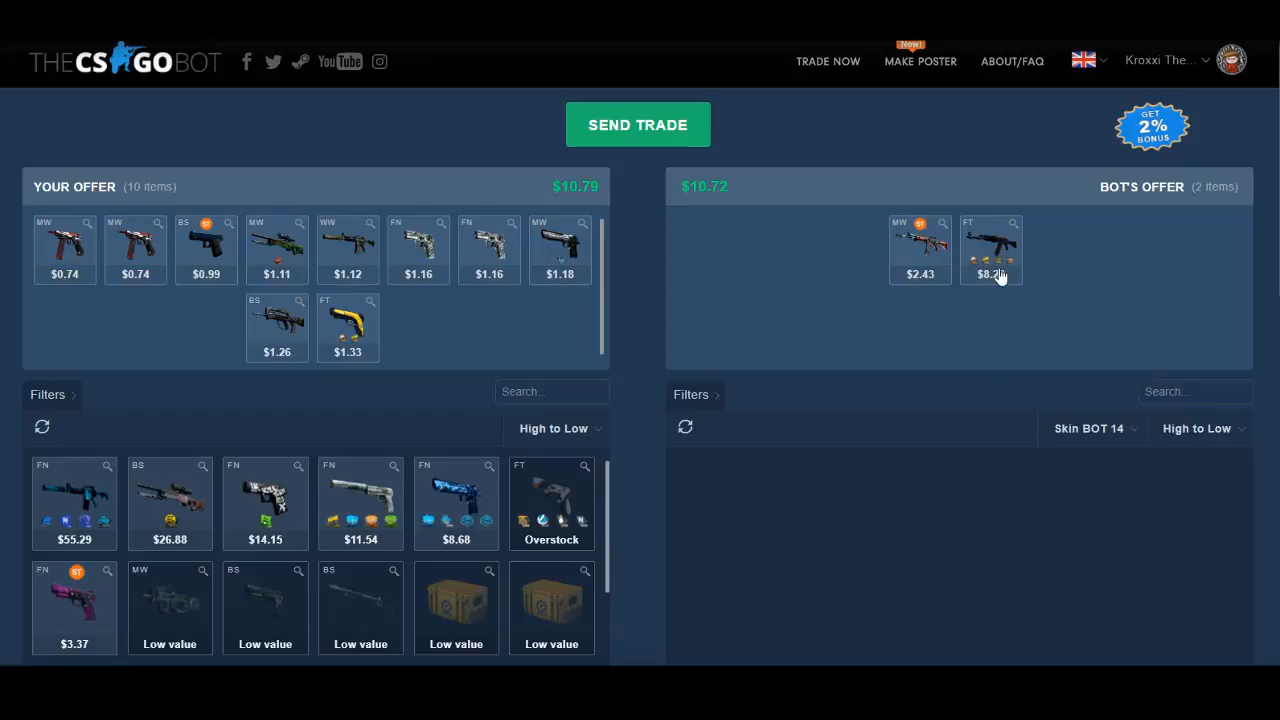 THECSGOBOT
You Tube
New!
TRADE NOW
MAKE POSTER
ABOUT/FAQ
Kroxxi The...
SEND TRADE
GET
2%
BONUS
YOUR OFFER (10 items)
$10.79
$10.72
BOT'S OFFER (2 items)
MW
MW
BS ST
MW
WW
FN
FN
MW
$0.74
$0.74
$0.99
$1.11
$1.12
$1.16
$1.16
$1.18
BS
FT
$1.26
$1.33
MW ST
FT
$2.43
Filters
Search...
High to Low
Filters
Search...
Skin BOT 14
High to Low
FN
BS
FN
FN
FN
FT
$55.29
$26.88
$14.15
$11.54
$8.68
Overstock
FN ST
MW
BS
BS
$3.37
Low value
Low value
Low value
Low value
Low value